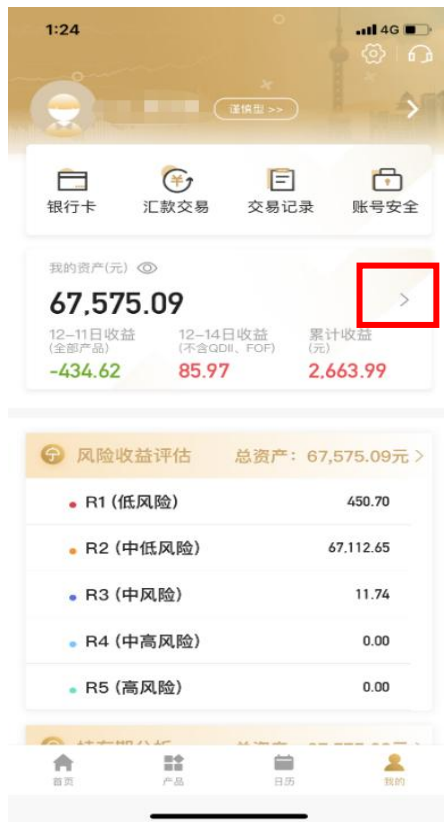 1:24 4G
谨慎型 >>
银行卡 汇款交易 交易记录 账号安全
我的资产(元)
67,575.09
12-11日收益 12-14日收益 累计收益
(全部产品) (不含QDII、FOF) (元)
-434.62 85.97 2,663.99
风险收益评估 总资产：67,575.09元
R1 (低风险) 450.70
R2 (中低风险) 67,112.65
R3 (中风险) 11.74
R4 (中高风险) 0.00
R5 (高风险) 0.00
首页 产品 日历 我的